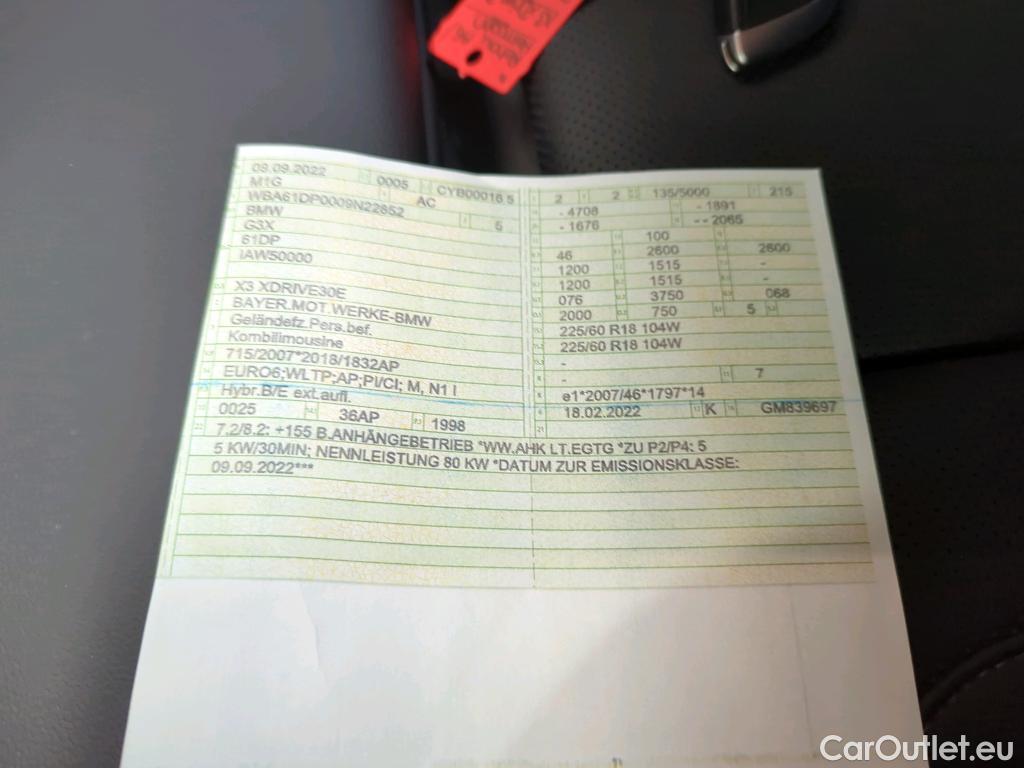 09.09.2022 0005 CYB00016 5
M1G AC
WBA61DP0009N22852
BMW 5
G3X
61DP
IAW50000
X3 XDRIVE30E
BAYER.MOT.WERKE-BMW
Geländefz.Pers.bef.
Kombilimousine
715/2007*2018/1832AP
EURO6;WLTP;AP;PI/CI; M, N1 I
Hybr.B/E ext.aufl.
0025 36AP 1998
2 2 135/5000 215
- 4708 - 1891
- 1676 - - 2065
100
46 2600 2600
1200 1515 -
1200 1515 -
076 3750 068
2000 750 5
225/60 R18 104W
225/60 R18 104W
-
- 7
e1*2007/46*1797*14
18.02.2022 K GM839697
7.2/8.2: +155 B.ANHÄNGEBETRIEB *WW.AHK LT.EGTG *ZU P2/P4: 5
5 KW/30MIN; NENNLEISTUNG 80 KW *DATUM ZUR EMISSIONSKLASSE:
09.09.2022***
CarOutlet.eu